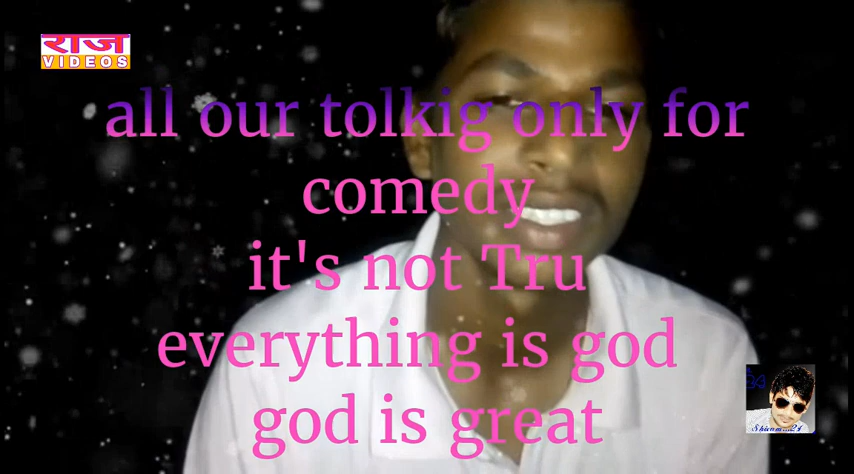 राज
VIDEOS
all our tolkig only for
comedy
it's not Tru
everything is god
god is great